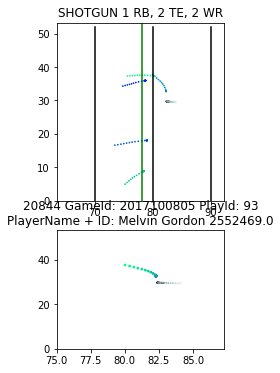 SHOTGUN 1 RB, 2 TE, 2 WR
50
40
30
20
10
0
70 80 90
20844 GameId: 2017100805 PlayId: 93
PlayerName + ID: Melvin Gordon 2552469.0
40
20
0
75.0 77.5 80.0 82.5 85.0